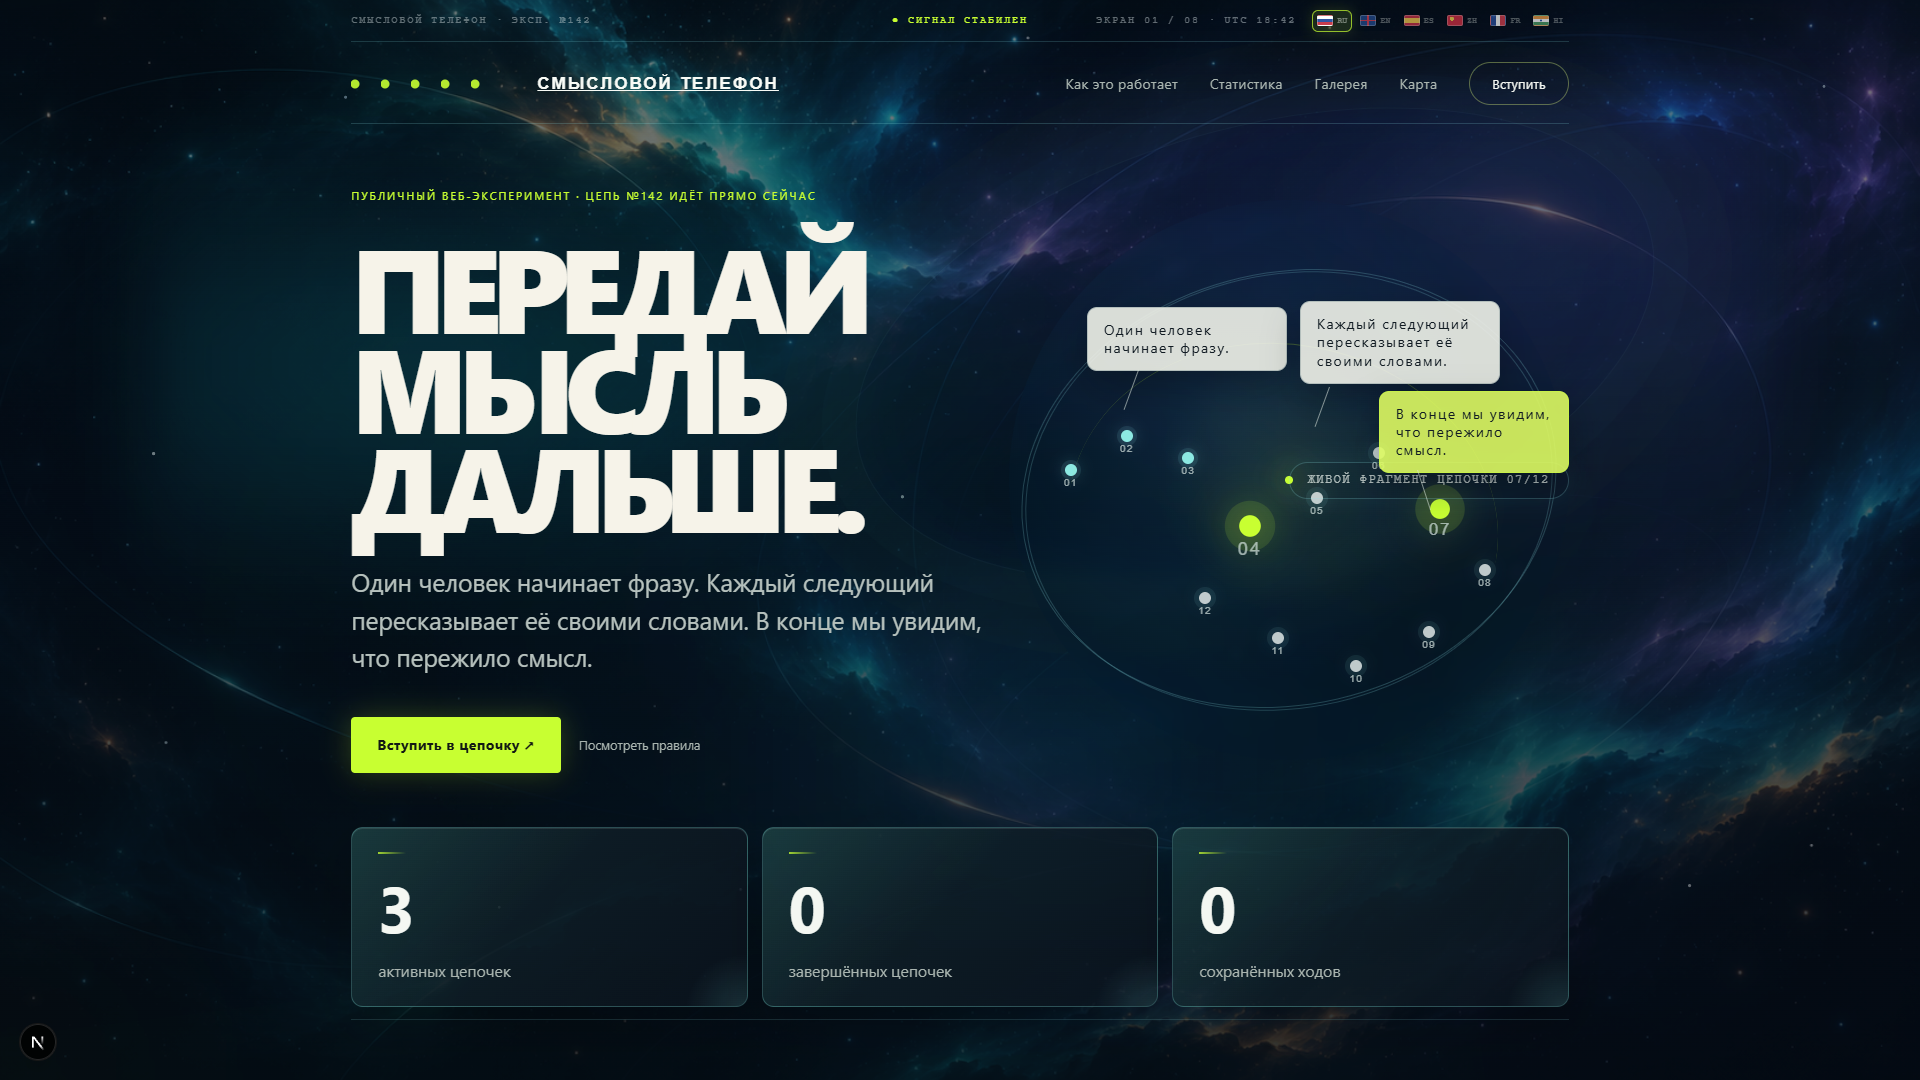 СМЫСЛОВОЙ ТЕЛЕФОН · ЭКСП. №142
СИГНАЛ СТАБИЛЕН
ЭКРАН 01 / 08 · UTC 18:42
RU
EN
ES
ZH
FR
HI
СМЫСЛОВОЙ ТЕЛЕФОН
Как это работает
Статистика
Галерея
Карта
Вступить
ПУБЛИЧНЫЙ ВЕБ-ЭКСПЕРИМЕНТ · ЦЕПЬ №142 ИДЁТ ПРЯМО СЕЙЧАС
ПЕРЕДАЙ
МЫСЛЬ
ДАЛЬШЕ.
Один человек начинает фразу. Каждый следующий
пересказывает её своими словами. В конце мы увидим,
что пережило смысл.
Вступить в цепочку ↗
Посмотреть правила
Один человек
начинает фразу.
Каждый следующий
пересказывает её
своими словами.
В конце мы увидим,
что пережило
смысл.
ЖИВОЙ ФРАГМЕНТ ЦЕПОЧКИ 07/12
01
02
03
04
05
07
08
09
10
11
12
3
активных цепочек
0
завершённых цепочек
0
сохранённых ходов
N